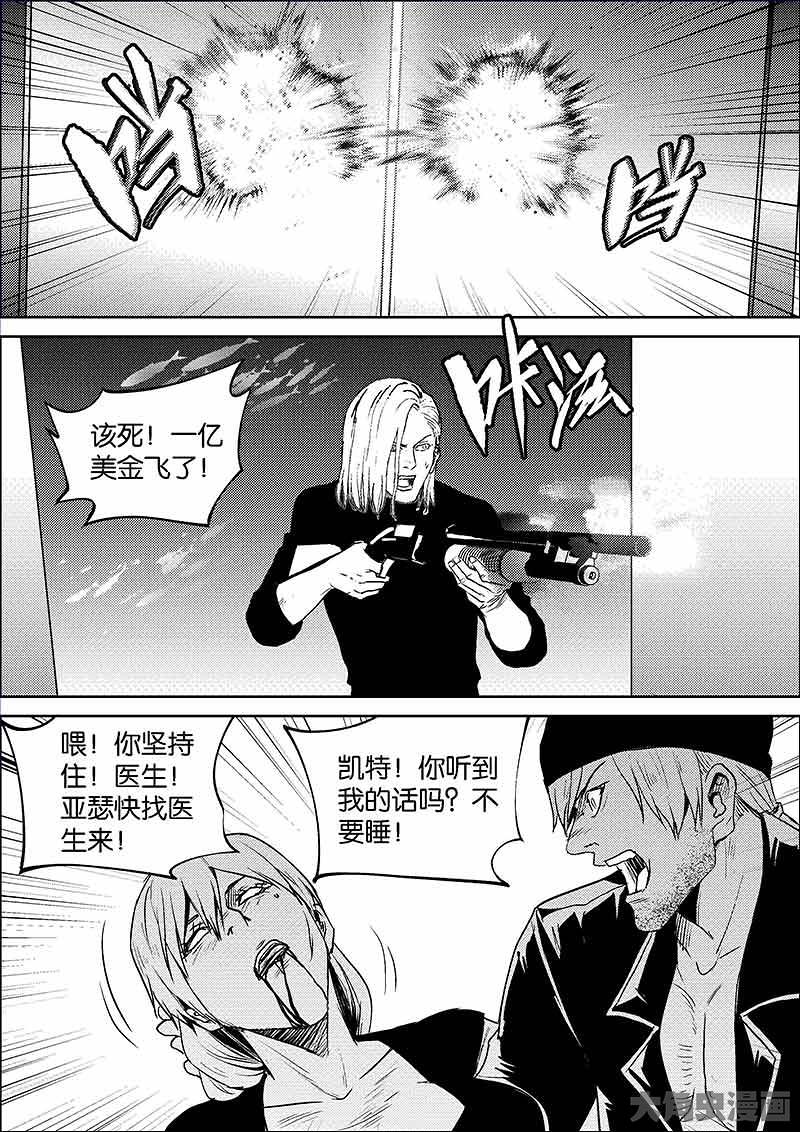 当
当
咔
该死！一亿
美金飞了！
喂！你坚持
住！医生！
亚瑟快找医
生来！
凯特！你听到
我的话吗？不
要睡！
大角虫漫画